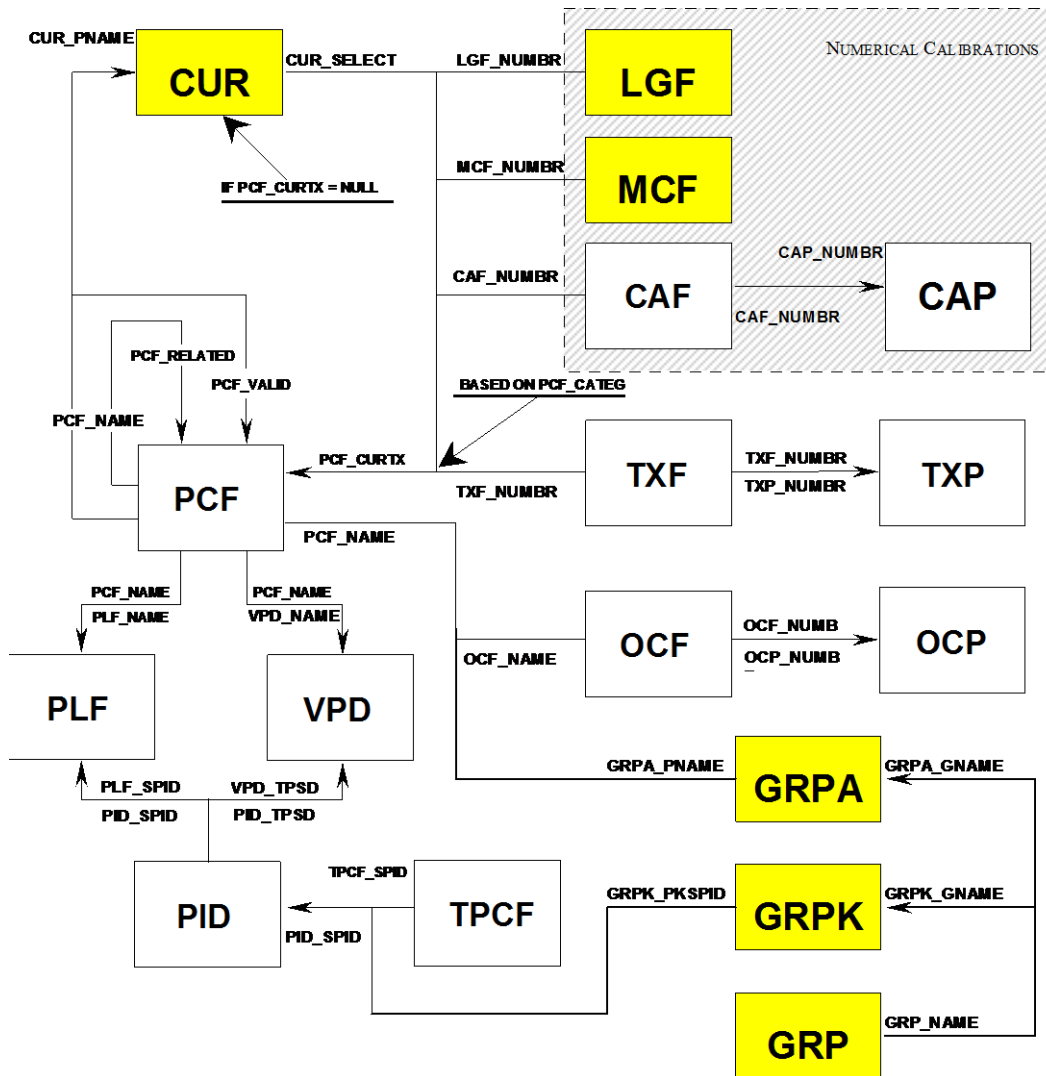 CUR_PNAME
CUR
CUR_SELECT
LGF_NUMBR
LGF
NUMERICAL CALIBRATIONS
IF PCF_CURTX = NULL
MCF_NUMBR
MCF
CAF_NUMBR
CAF
CAP_NUMBR
CAF_NUMBR
CAP
PCF_RELATED
PCF_VALID
PCF_NAME
BASED ON PCF_CATEG
PCF
PCF_CURTX
TXF_NUMBR
TXF
TXF_NUMBR
TXP_NUMBR
TXP
PCF_NAME
PCF_NAME
PLF_NAME
PCF_NAME
VPD_NAME
OCF_NAME
OCF
OCF_NUMB
OCP_NUMB
OCP
PLF
VPD
PLF_SPID
PID_SPID
VPD_TPSD
PID_TPSD
GRPA_PNAME
GRPA
GRPA_GNAME
PID
TPCF_SPID
PID_SPID
TPCF
GRPK_PKSPID
GRPK
GRPK_GNAME
GRP
GRP_NAME